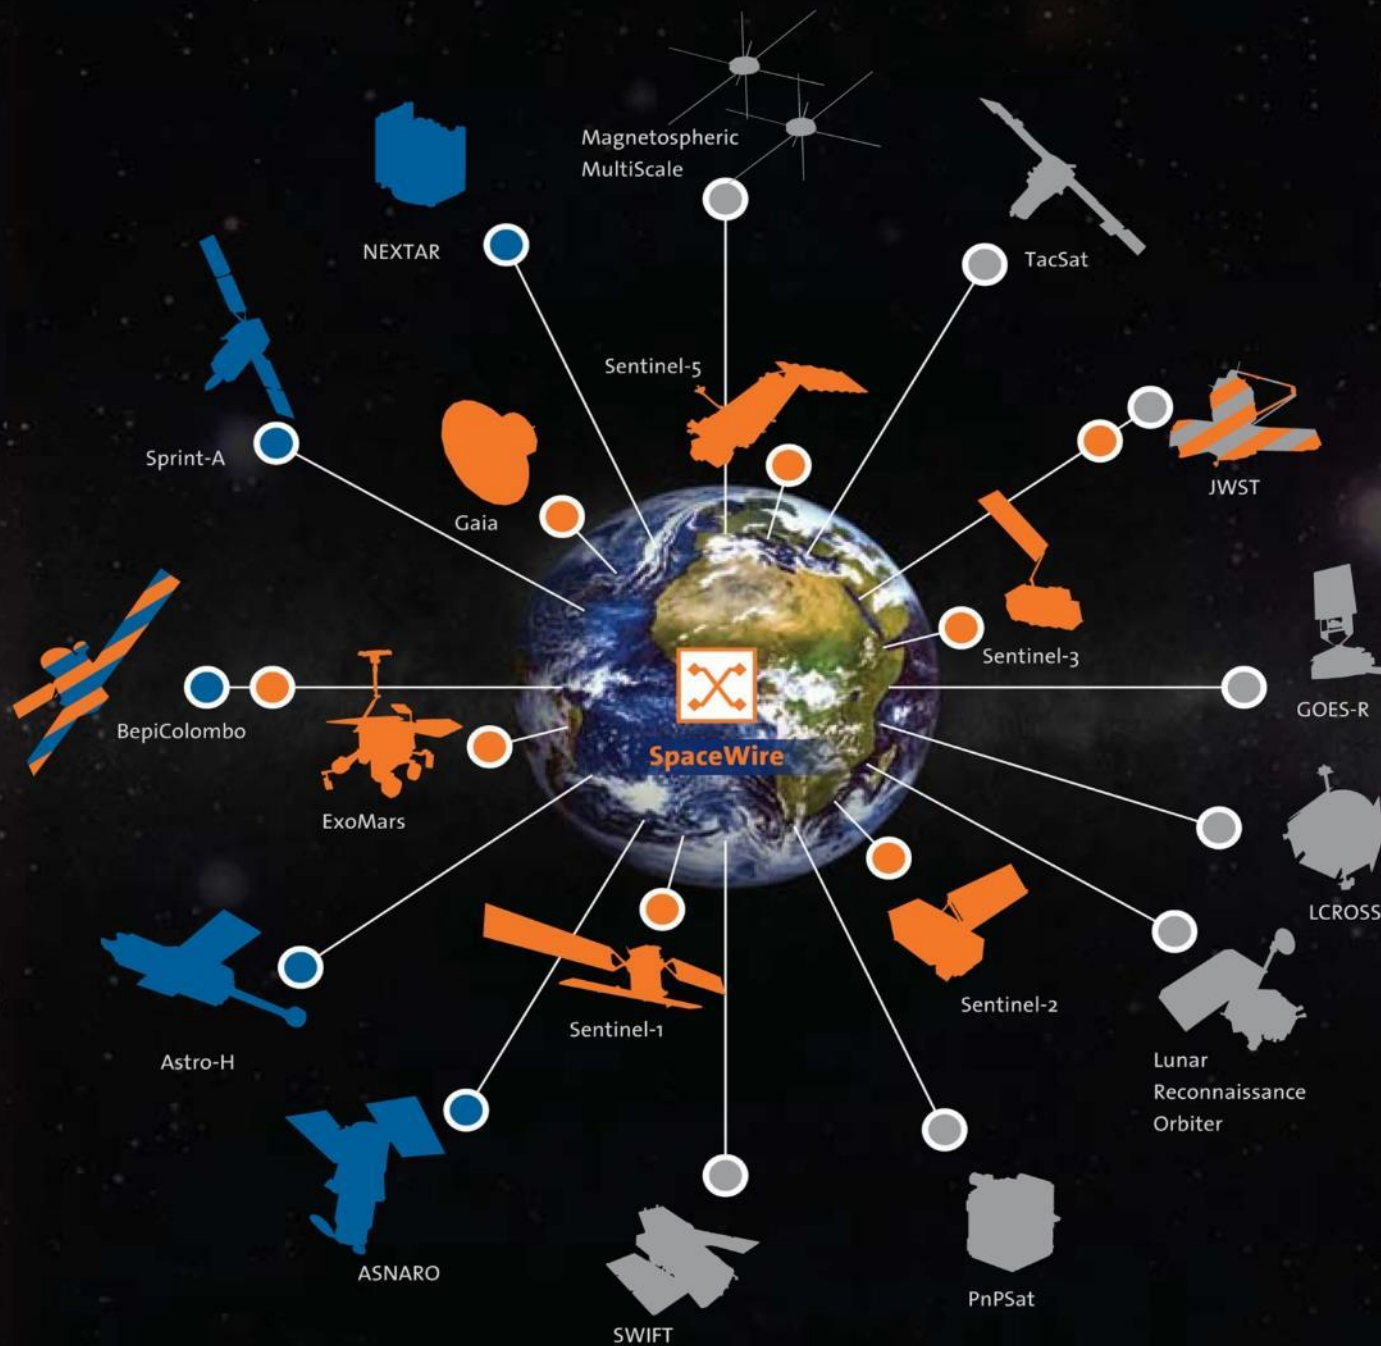 Magnetospheric
MultiScale
NEXTAR
TacSat
Sentinel-5
Sprint-A
Gaia
JWST
Sentinel-3
GOES-R
BepiColombo
SpaceWire
ExoMars
LCROSS
Sentinel-2
Sentinel-1
Astro-H
Lunar
Reconnaissance
Orbiter
ASNARO
PnPSat
SWIFT